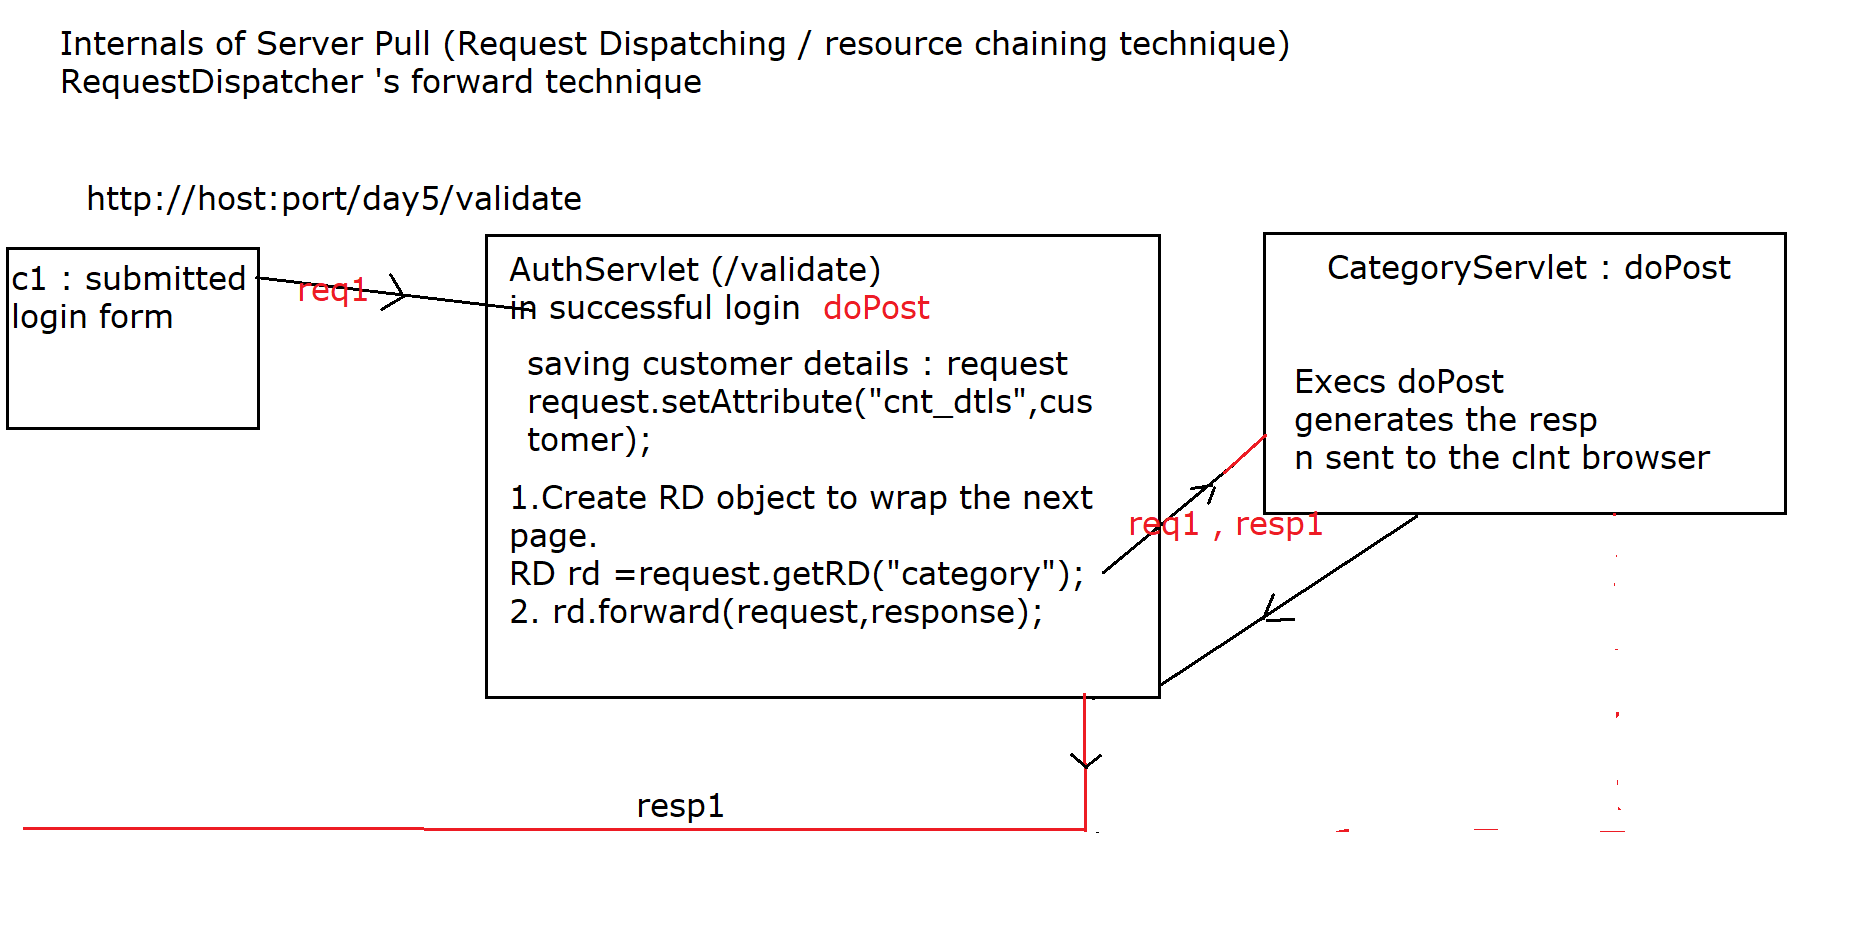 Internals of Server Pull (Request Dispatching / resource chaining technique)
RequestDispatcher 's forward technique
http://host:port/day5/validate
c1 : submitted
login form
req1
AuthServlet (/validate)
in successful login doPost
saving customer details : request
request.setAttribute("cnt_dtls",cus
tomer);
1.Create RD object to wrap the next
page.
RD rd =request.getRD("category");
2. rd.forward(request,response);
req1 , resp1
CategoryServlet : doPost
Execs doPost
generates the resp
n sent to the clnt browser
resp1